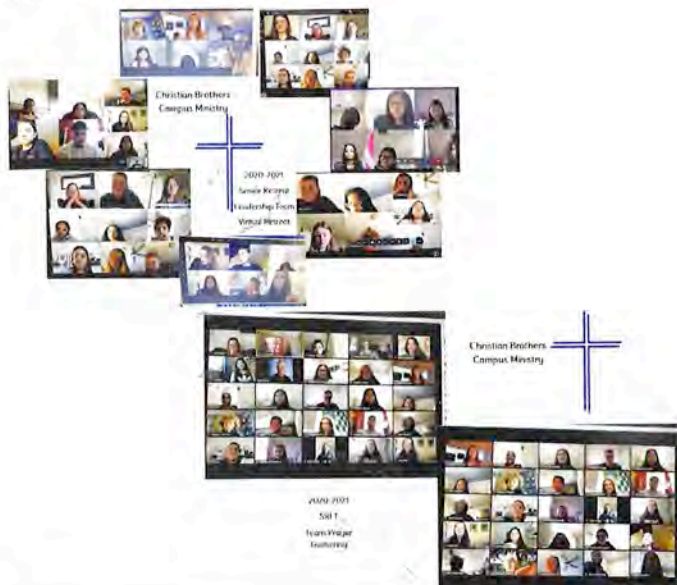 Christian Brothers
Campus Ministry
2020-2021
Senior Retreat
Leadership Team
Virtual Retreat
Christian Brothers
Campus Ministry
2020-2021
Team Prayer
Gathering